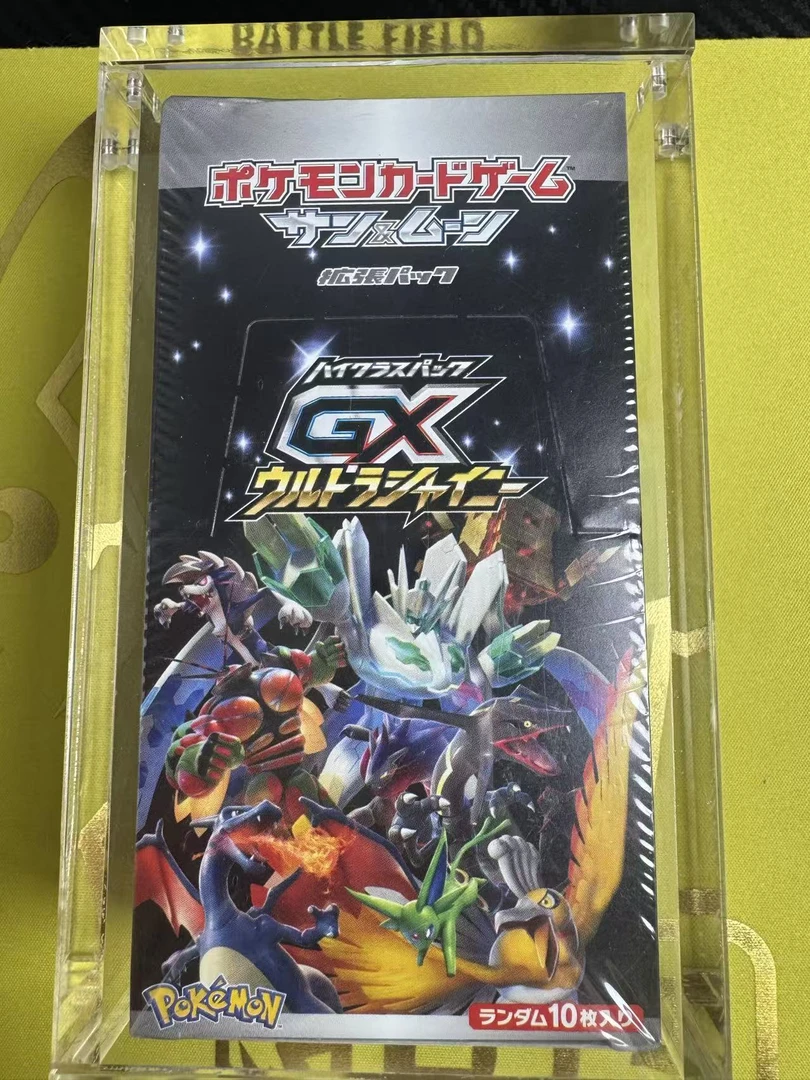 BATTLE FIELD
ポケモンカードゲーム™
サン&ムーン
拡張パック
ハイクラスパック
GX
ウルトラシャイニー
POKÉMON
ランダム10枚入り